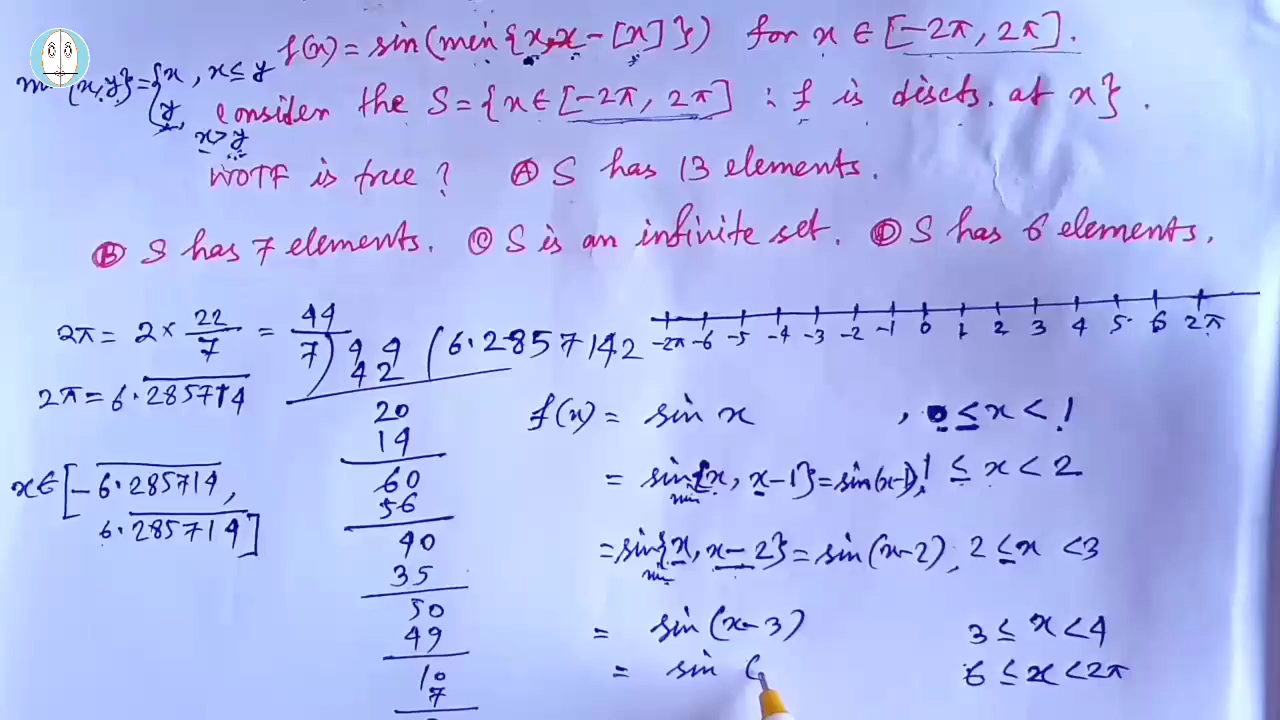 f(x) = sin(min{x, x-[x]}) for x ∈ [-2π, 2π].
{x,y} = {x, x≤y
y, x>y
consider the S = {x∈[-2π, 2π] : f is discts. at x}.
WOTF is true? Ⓐ S has 13 elements.
Ⓑ S has 7 elements. Ⓒ S is an infinite set. Ⓓ S has 6 elements.
2π = 2 × 22/7 = 44/7
7) 44 (6.2857142
42
20
14
60
56
40
35
50
49
10
7
2π = 6.285714
x∈[-6.285714,
6.285714]
-2π -6 -5 -4 -3 -2 -1 0 1 2 3 4 5 6 2π
f(x) = sin x , 0 ≤ x < 1
= sin{x, x-1} = sin(x-1), 1 ≤ x < 2
min
= sin{x, x-2} = sin(x-2), 2 ≤ x < 3
min
= sin(x-3) 3 ≤ x < 4
= sin ( 6 ≤ x < 2π